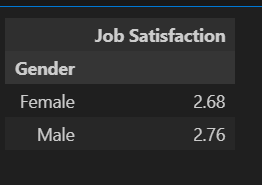 Job Satisfaction
Gender
Female 2.68
Male 2.76